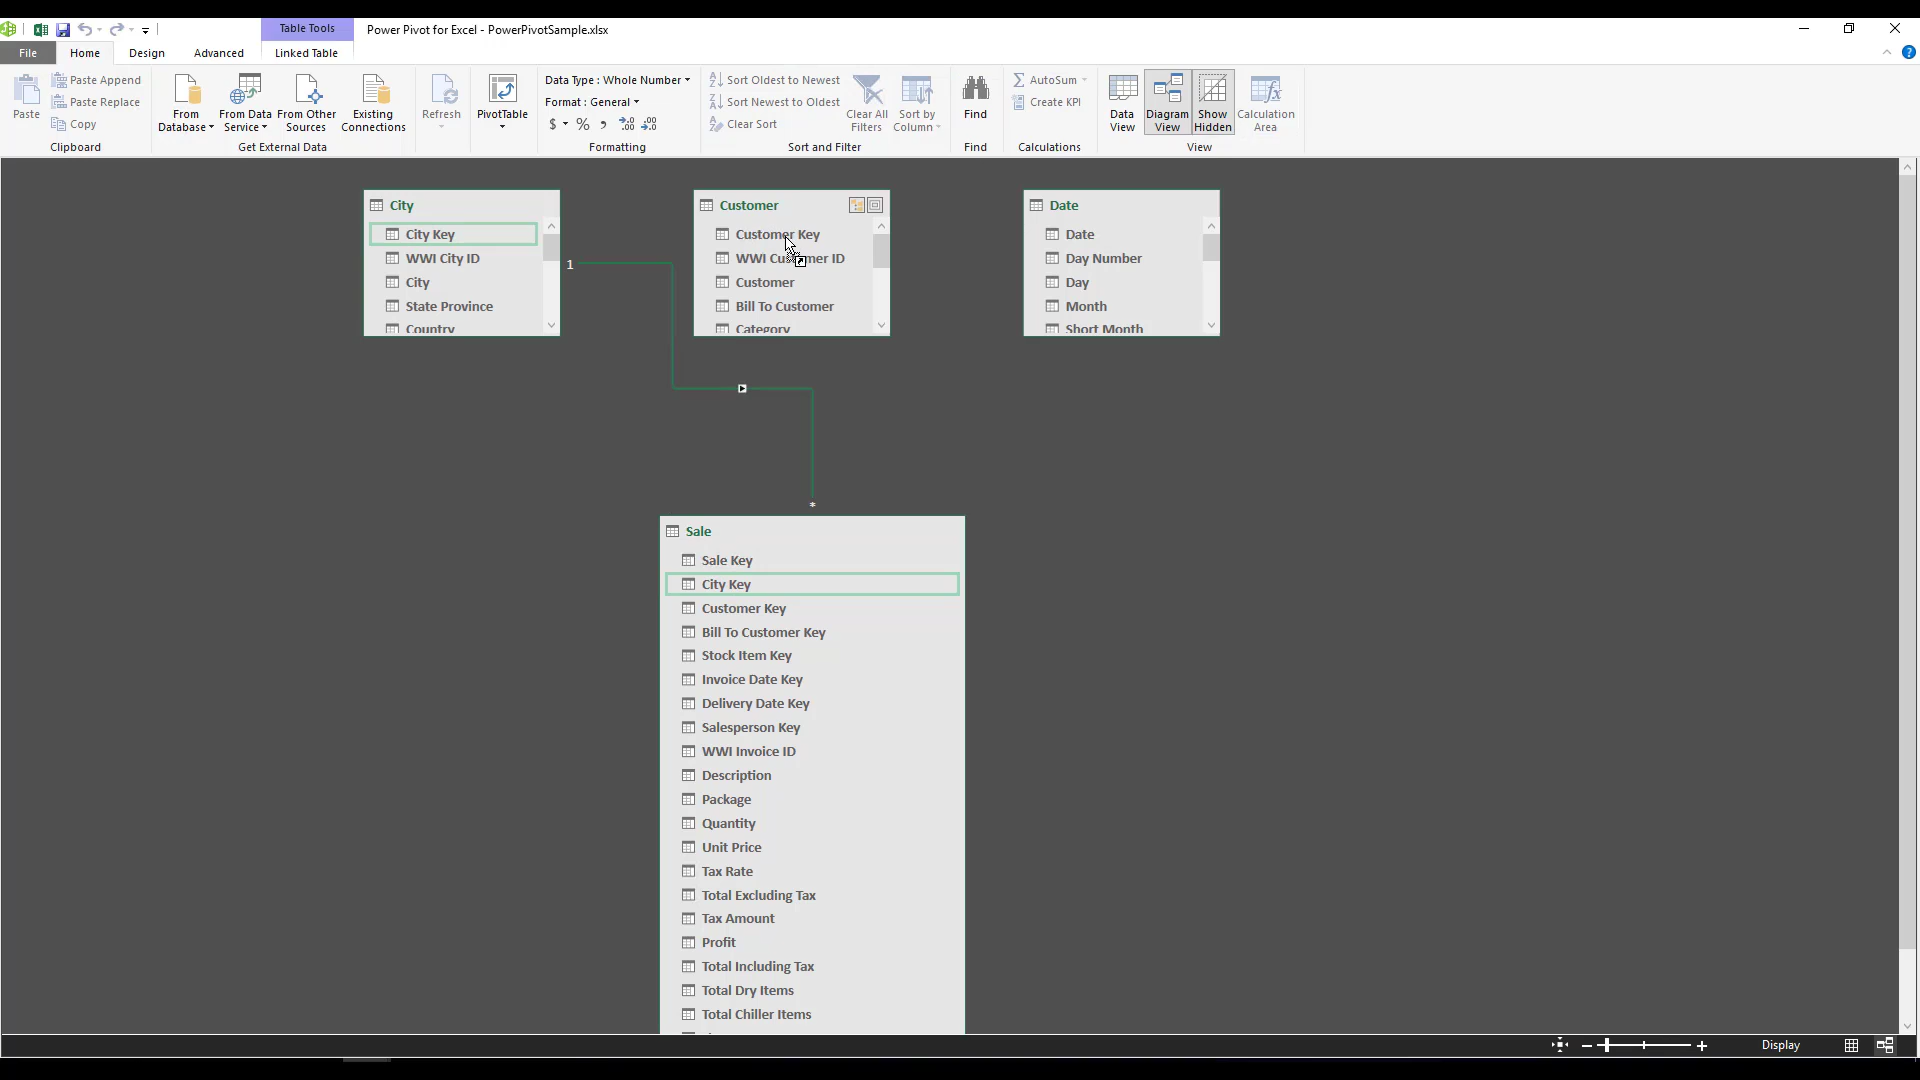 Table Tools
Power Pivot for Excel - PowerPivotSample.xlsx
File
Home
Design
Advanced
Linked Table
Paste
Paste Append
Paste Replace
Copy
Clipboard
From Database
From Data Service
From Other Sources
Existing Connections
Get External Data
Refresh
PivotTable
Data Type : Whole Number
Format : General
$ % ,
Formatting
Sort Oldest to Newest
Sort Newest to Oldest
Clear Sort
Clear All Filters
Sort by Column
Sort and Filter
Find
Find
AutoSum
Create KPI
Calculations
Data View
Diagram View
Show Hidden
Calculation Area
View
City
City Key
WWI City ID
City
State Province
Country
Customer
Customer Key
WWI Customer ID
Customer
Bill To Customer
Category
Date
Date
Day Number
Day
Month
Short Month
1
*
Sale
Sale Key
City Key
Customer Key
Bill To Customer Key
Stock Item Key
Invoice Date Key
Delivery Date Key
Salesperson Key
WWI Invoice ID
Description
Package
Quantity
Unit Price
Tax Rate
Total Excluding Tax
Tax Amount
Profit
Total Including Tax
Total Dry Items
Total Chiller Items
Display